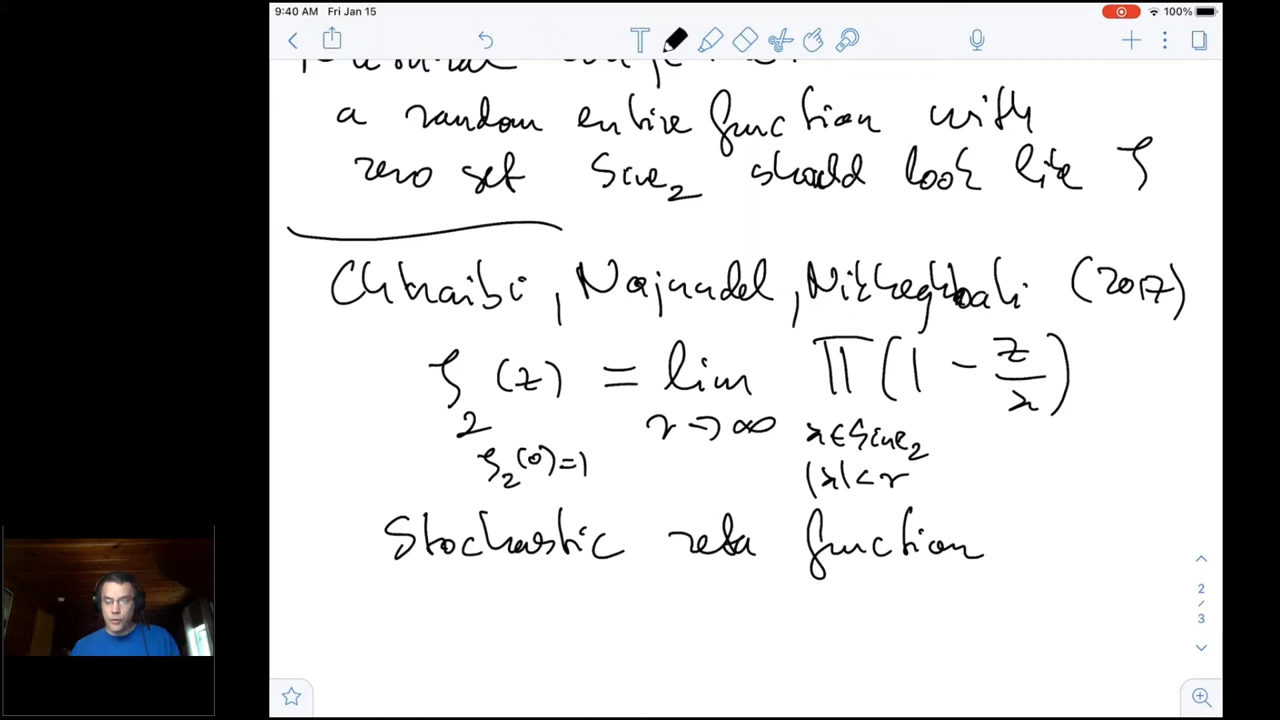 9:40 AM Fri Jan 15
100%
a random entire function with
zero set Sine₂ should look like ζ
Chhaibi, Najnudel, Nikeghbali (2017)
ζ₂(z) = lim r→∞ ∏ λ∈Sine₂ |λ|<r (1 - z/λ)
ζ₂(0)=1
Stochastic zeta function
2
/
3